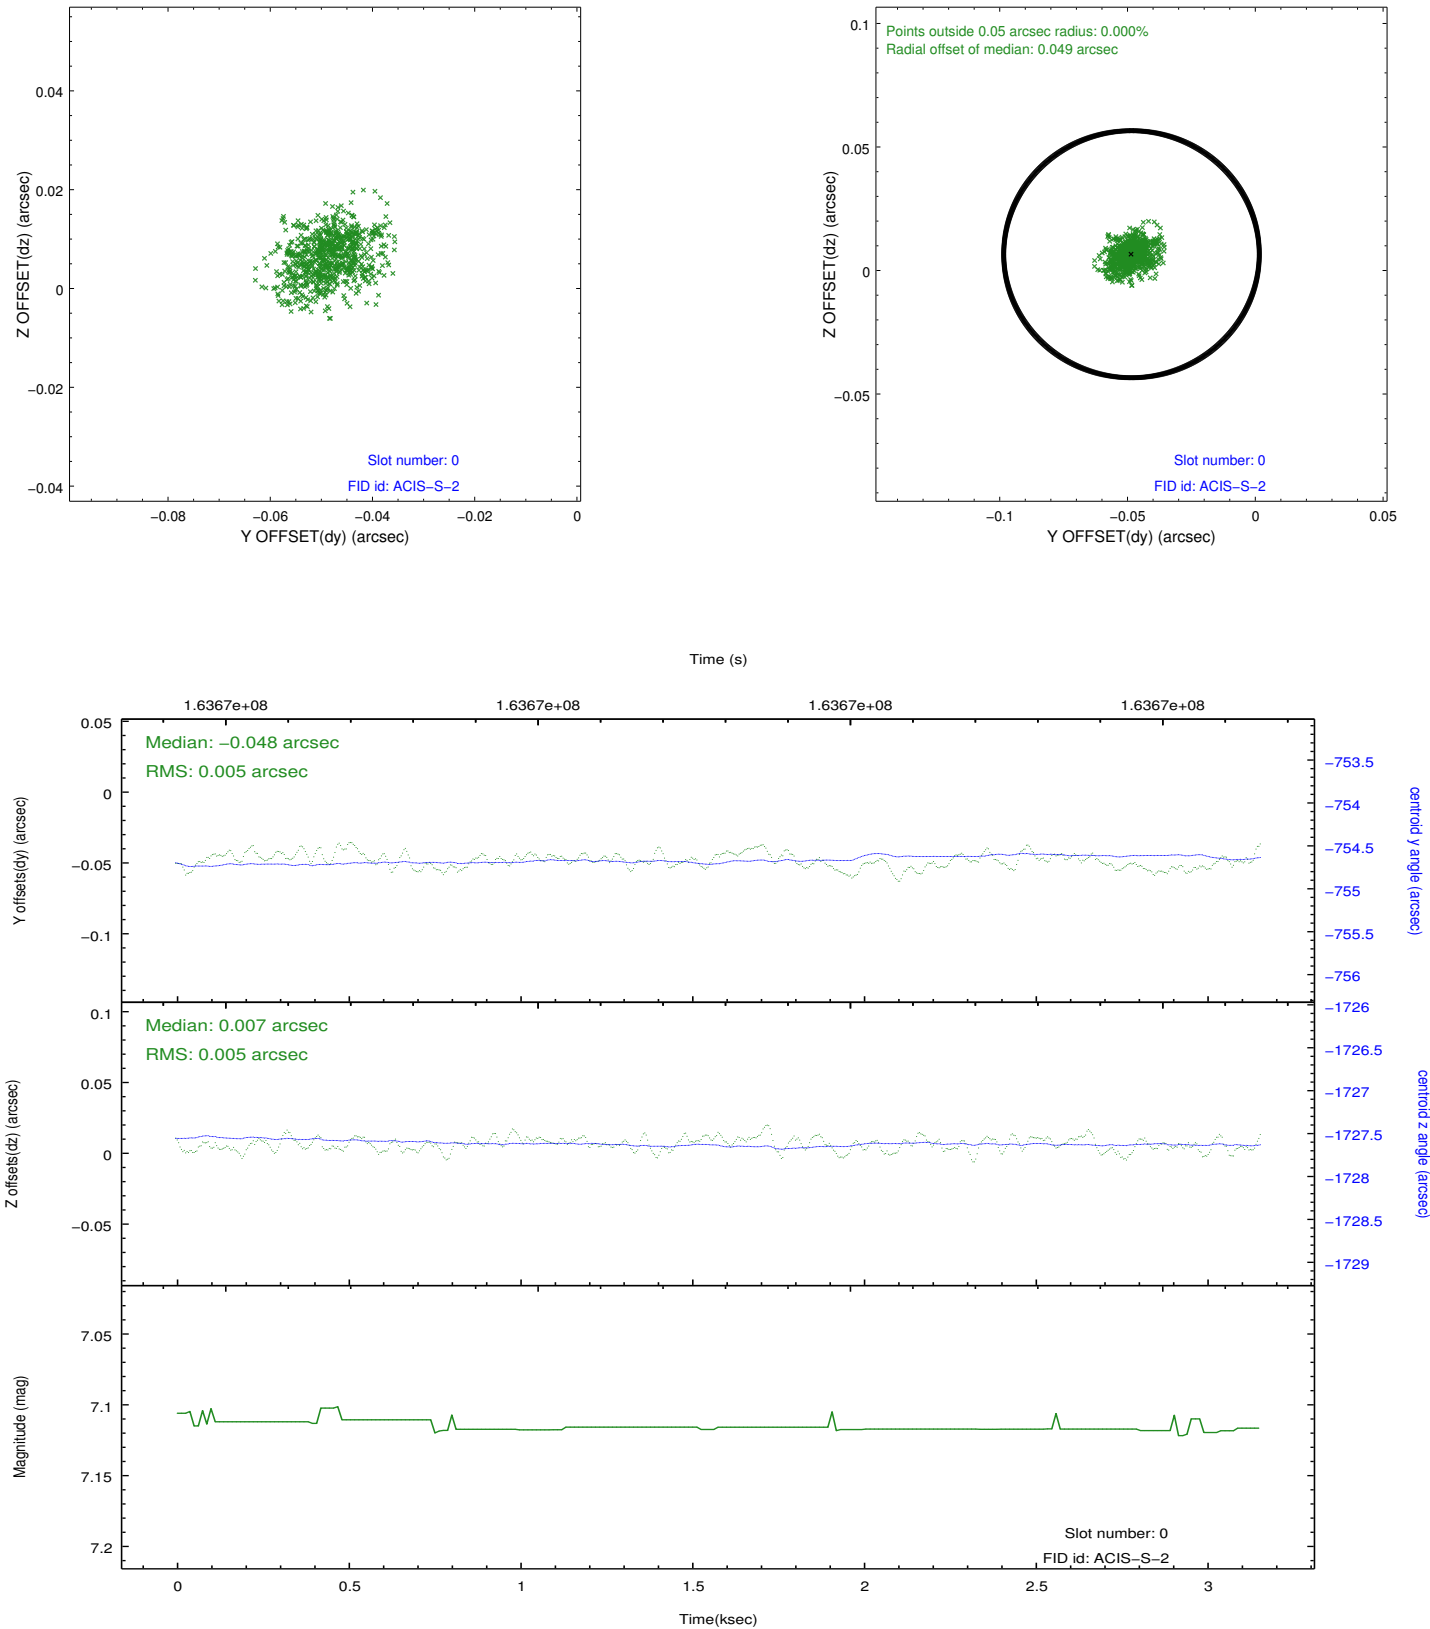 0.04
0.02
0
−0.02
−0.04
Z OFFSET(dz) (arcsec)
Slot number: 0
FID id: ACIS−S−2
−0.08
−0.06
−0.04
−0.02
0
Y OFFSET(dy) (arcsec)
Points outside 0.05 arcsec radius: 0.000%
Radial offset of median: 0.049 arcsec
0.1
0.05
0
−0.05
Z OFFSET(dz) (arcsec)
Slot number: 0
FID id: ACIS−S−2
−0.1
−0.05
0
0.05
Y OFFSET(dy) (arcsec)
Time (s)
1.6367e+08
1.6367e+08
1.6367e+08
1.6367e+08
Median: −0.048 arcsec
RMS: 0.005 arcsec
0.05
0
−0.05
−0.1
Y offsets(dy) (arcsec)
−753.5
−754
−754.5
−755
−755.5
−756
centroid y angle (arcsec)
Median: 0.007 arcsec
RMS: 0.005 arcsec
0.1
0.05
0
−0.05
Z offsets(dz) (arcsec)
−1726
−1726.5
−1727
−1727.5
−1728
−1728.5
−1729
centroid z angle (arcsec)
7.05
7.1
7.15
7.2
Magnitude (mag)
Slot number: 0
FID id: ACIS−S−2
0
0.5
1
1.5
2
2.5
3
Time(ksec)